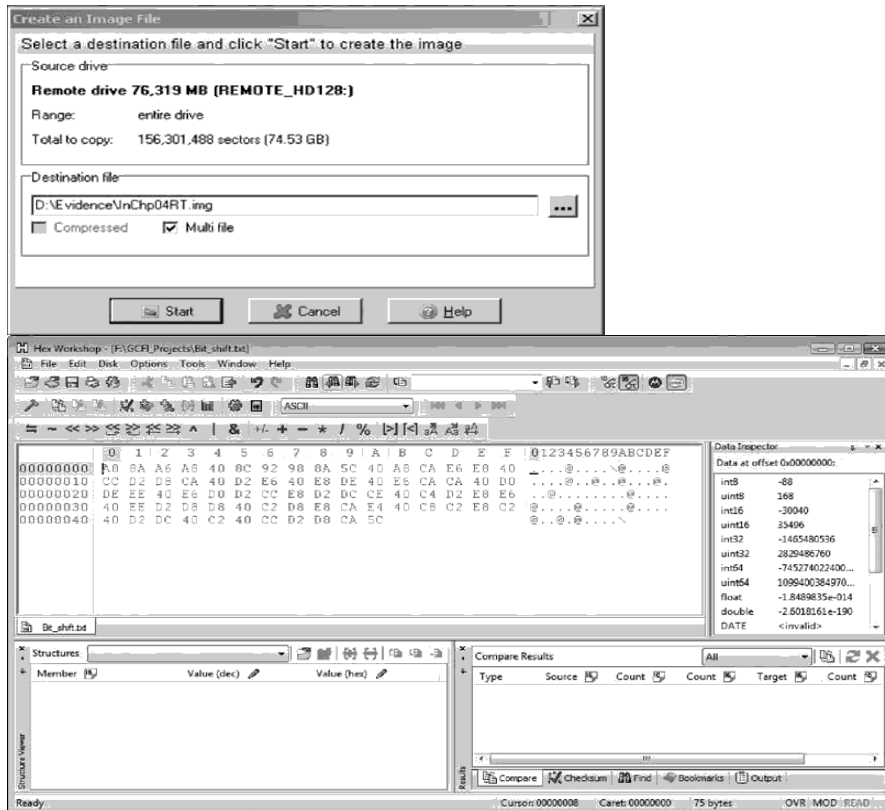 Create an Image File
Select a destination file and click "Start" to create the image
Source drive
Remote drive 76,319 MB (REMOTE_HD128:)
Range: entire drive
Total to copy: 156,301,488 sectors (74.53 GB)
Destination file
D:\Evidence\InChp04RT.img
...
Compressed Multi file
Start Cancel Help
Hex Workshop - [F:\GCFI_Projects\Bit_shift.txt]
File Edit Disk Options Tools Window Help
ASCII
0 1 2 3 4 5 6 7 8 9 A B C D E F 0123456789ABCDEF
00000000 A8 8A A6 A8 40 8C 92 98 8A 5C 40 A8 CA E6 E8 40
00000010 CC D2 D8 CA 40 D2 E6 40 E8 DE 40 E6 CA CA 40 D0
00000020 DE EE 40 E6 D0 D2 CC E8 D2 DC CE 40 C4 D2 E8 E6
00000030 40 EE D2 D8 D8 40 C2 D8 E8 CA E4 40 C8 C2 E8 C2
00000040 40 D2 DC 40 C2 40 CC D2 D8 CA 5C
Data Inspector
Data at offset 0x00000000:
int8 -88
uint8 168
int16 -30040
uint16 35496
int32 -1465480536
uint32 2829486760
int64 -745274022400...
uint64 1099400384970...
float -1.8489835e-014
double -2.6018161e-190
DATE <invalid>
Bit_shift.txt
Structures
Member Value (dec) Value (hex)
Structure Viewer
Compare Results All
Type Source Count Count Target Count
Results
Compare Checksum Find Bookmarks Output
Ready Cursor: 00000008 Caret: 00000000 75 bytes OVR MOD READ